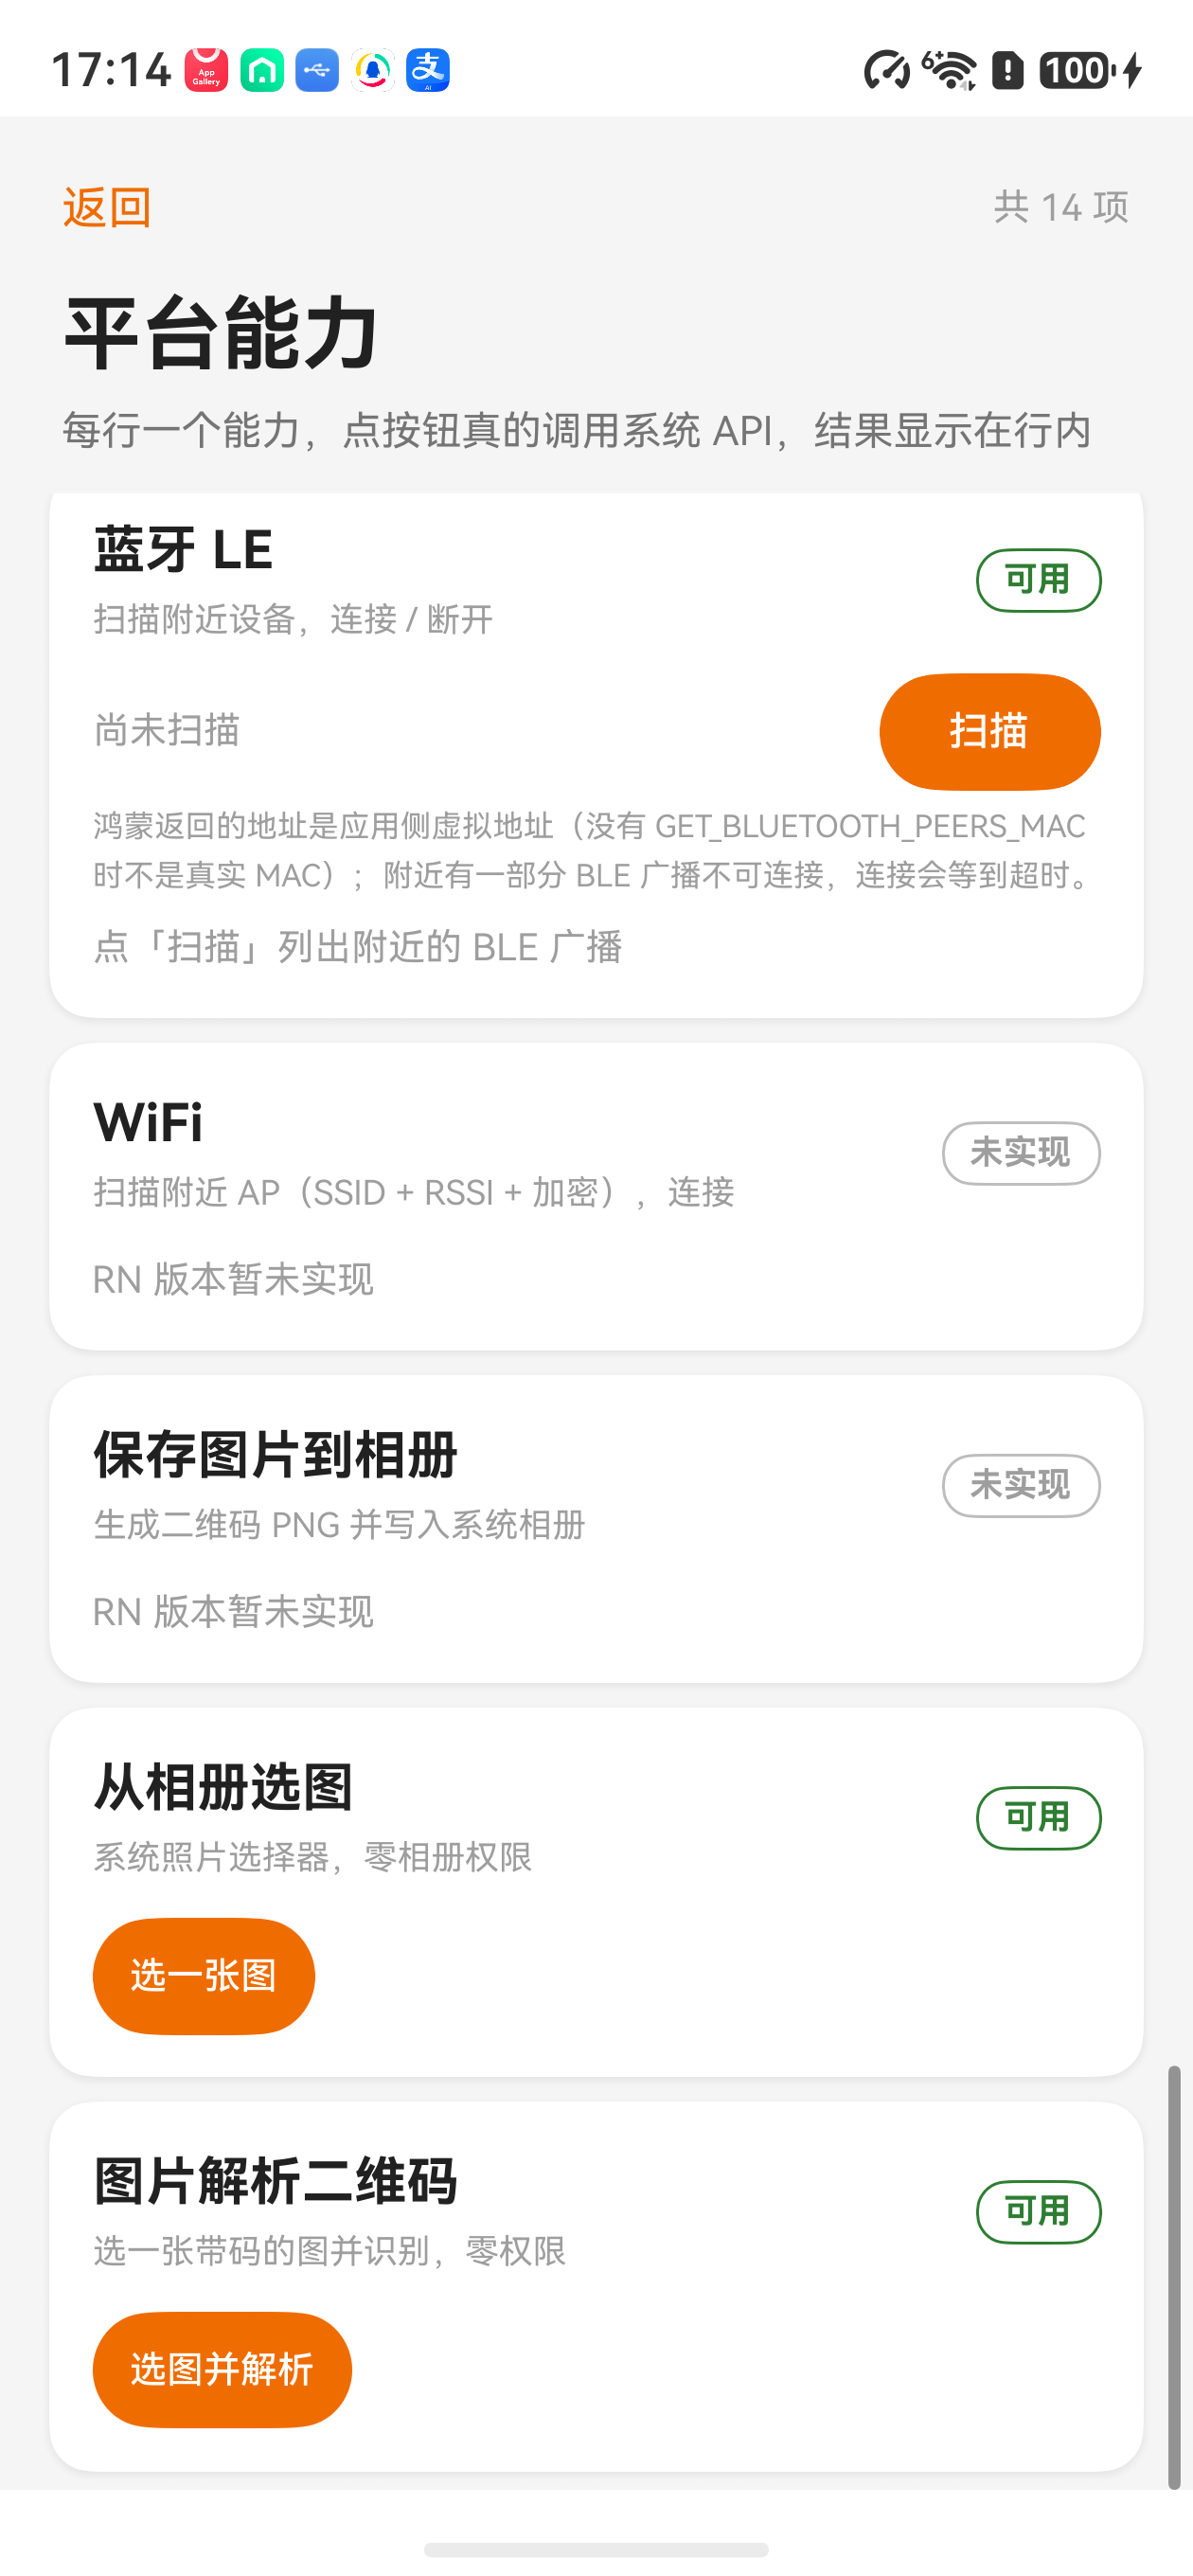 17:14
App
Gallery
支
AI
6+
100
返回
共 14 项
平台能力
每行一个能力，点按钮真的调用系统 API，结果显示在行内
蓝牙 LE
可用
扫描附近设备，连接 / 断开
尚未扫描
扫描
鸿蒙返回的地址是应用侧虚拟地址（没有 GET_BLUETOOTH_PEERS_MAC
时不是真实 MAC）；附近有一部分 BLE 广播不可连接，连接会等到超时。
点「扫描」列出附近的 BLE 广播
WiFi
未实现
扫描附近 AP（SSID + RSSI + 加密），连接
RN 版本暂未实现
保存图片到相册
未实现
生成二维码 PNG 并写入系统相册
RN 版本暂未实现
从相册选图
可用
系统照片选择器，零相册权限
选一张图
图片解析二维码
可用
选一张带码的图并识别，零权限
选图并解析